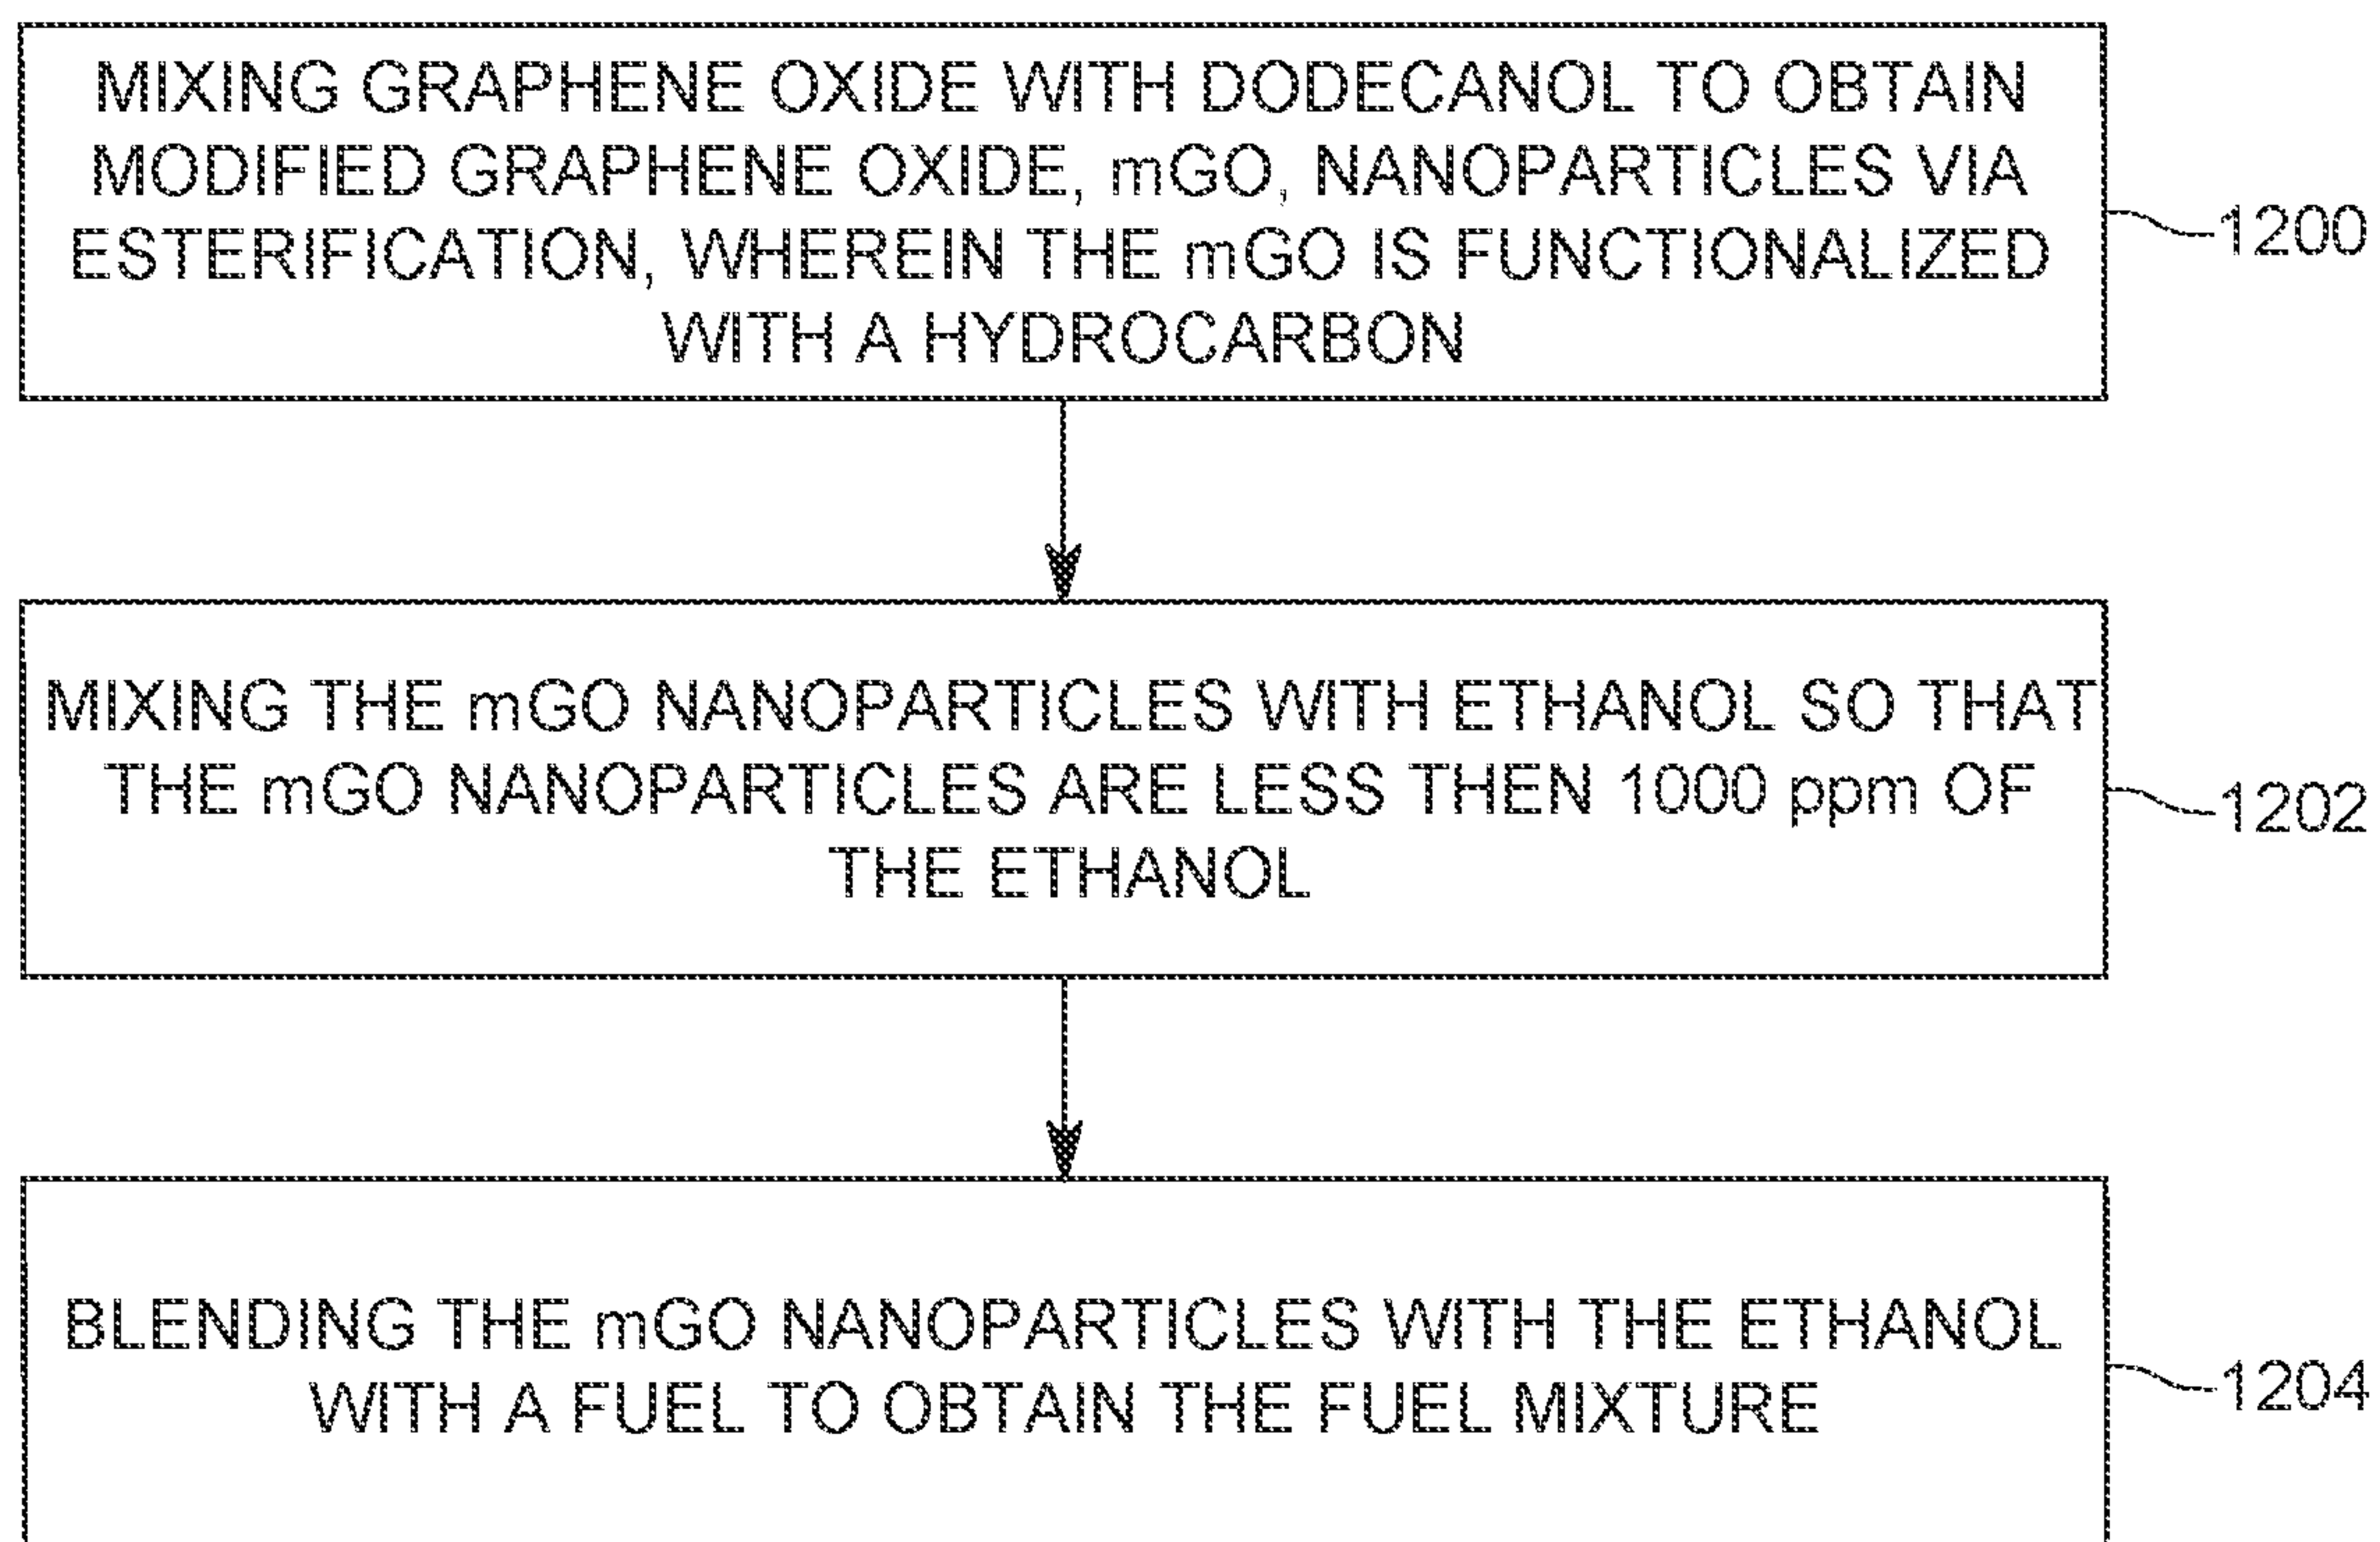 MIXING GRAPHENE OXIDE WITH DODECANOL TO OBTAIN
MODIFIED GRAPHENE OXIDE, mGO, NANOPARTICLES VIA
ESTERIFICATION, WHEREIN THE mGO IS FUNCTIONALIZED
WITH A HYDROCARBON
1200
MIXING THE mGO NANOPARTICLES WITH ETHANOL SO THAT
THE mGO NANOPARTICLES ARE LESS THEN 1000 ppm OF
THE ETHANOL
1202
BLENDING THE mGO NANOPARTICLES WITH THE ETHANOL
WITH A FUEL TO OBTAIN THE FUEL MIXTURE
1204